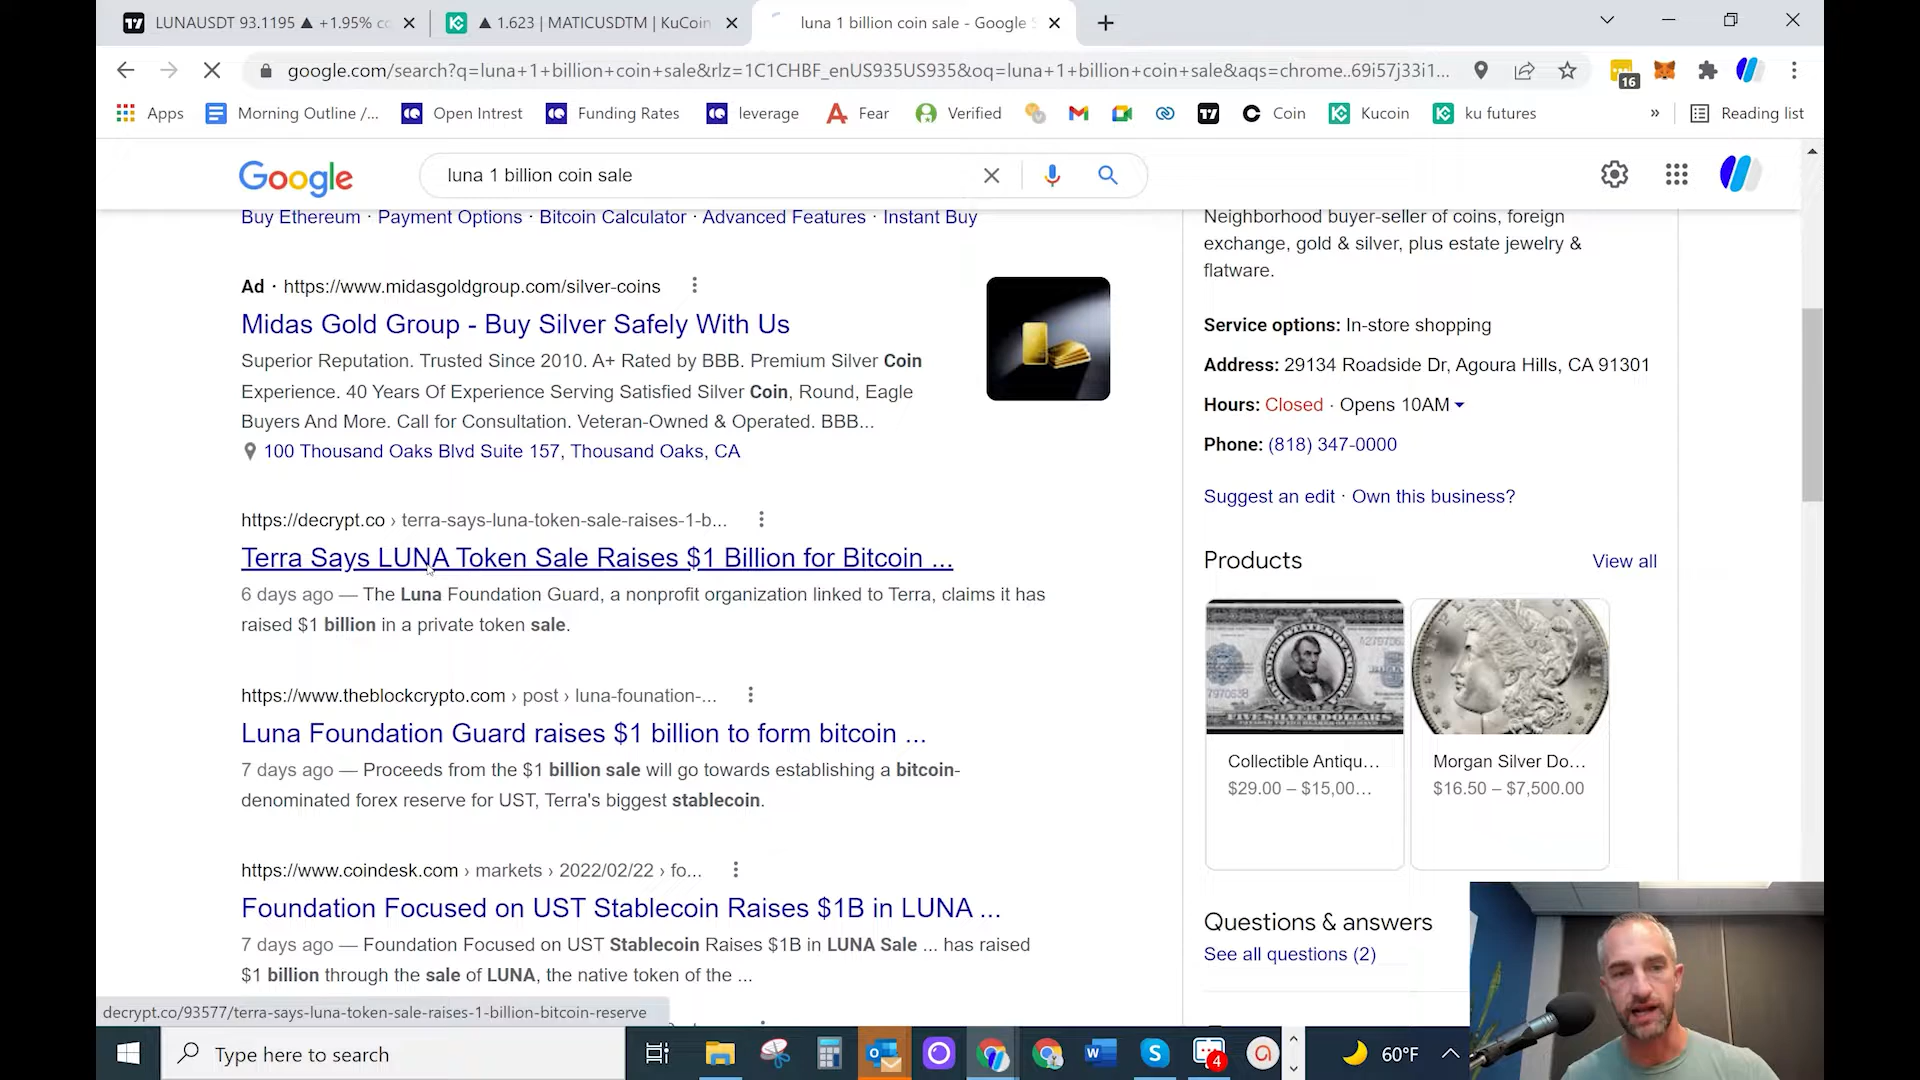 LUNAUSDT 93.1195 ▲ +1.95%
▲ 1.623 | MATICUSDTM | KuCoin
luna 1 billion coin sale - Google S
google.com/search?q=luna+1+billion+coin+sale&rlz=1C1CHBF_enUS935US935&oq=luna+1+billion+coin+sale&aqs=chrome..69i57j33i1...
16
Apps
Morning Outline /...
Open Intrest
Funding Rates
leverage
Fear
Verified
Coin
Kucoin
ku futures
»
Reading list
Google
luna 1 billion coin sale
Buy Ethereum · Payment Options · Bitcoin Calculator · Advanced Features · Instant Buy
Ad · https://www.midasgoldgroup.com/silver-coins
Midas Gold Group - Buy Silver Safely With Us
Superior Reputation. Trusted Since 2010. A+ Rated by BBB. Premium Silver Coin
Experience. 40 Years Of Experience Serving Satisfied Silver Coin, Round, Eagle
Buyers And More. Call for Consultation. Veteran-Owned & Operated. BBB...
100 Thousand Oaks Blvd Suite 157, Thousand Oaks, CA
https://decrypt.co › terra-says-luna-token-sale-raises-1-b...
Terra Says LUNA Token Sale Raises $1 Billion for Bitcoin ...
6 days ago — The Luna Foundation Guard, a nonprofit organization linked to Terra, claims it has
raised $1 billion in a private token sale.
https://www.theblockcrypto.com › post › luna-founation-...
Luna Foundation Guard raises $1 billion to form bitcoin ...
7 days ago — Proceeds from the $1 billion sale will go towards establishing a bitcoin-
denominated forex reserve for UST, Terra's biggest stablecoin.
https://www.coindesk.com › markets › 2022/02/22 › fo...
Foundation Focused on UST Stablecoin Raises $1B in LUNA ...
7 days ago — Foundation Focused on UST Stablecoin Raises $1B in LUNA Sale ... has raised
$1 billion through the sale of LUNA, the native token of the ...
Neighborhood buyer-seller of coins, foreign
exchange, gold & silver, plus estate jewelry &
flatware.
Service options: In-store shopping
Address: 29134 Roadside Dr, Agoura Hills, CA 91301
Hours: Closed · Opens 10AM
Phone: (818) 347-0000
Suggest an edit · Own this business?
Products
View all
FIVE SILVER DOLLARS
Collectible Antiqu...
$29.00 – $15,00...
Morgan Silver Do...
$16.50 – $7,500.00
Questions & answers
See all questions (2)
decrypt.co/93577/terra-says-luna-token-sale-raises-1-billion-bitcoin-reserve
Type here to search
4
60°F